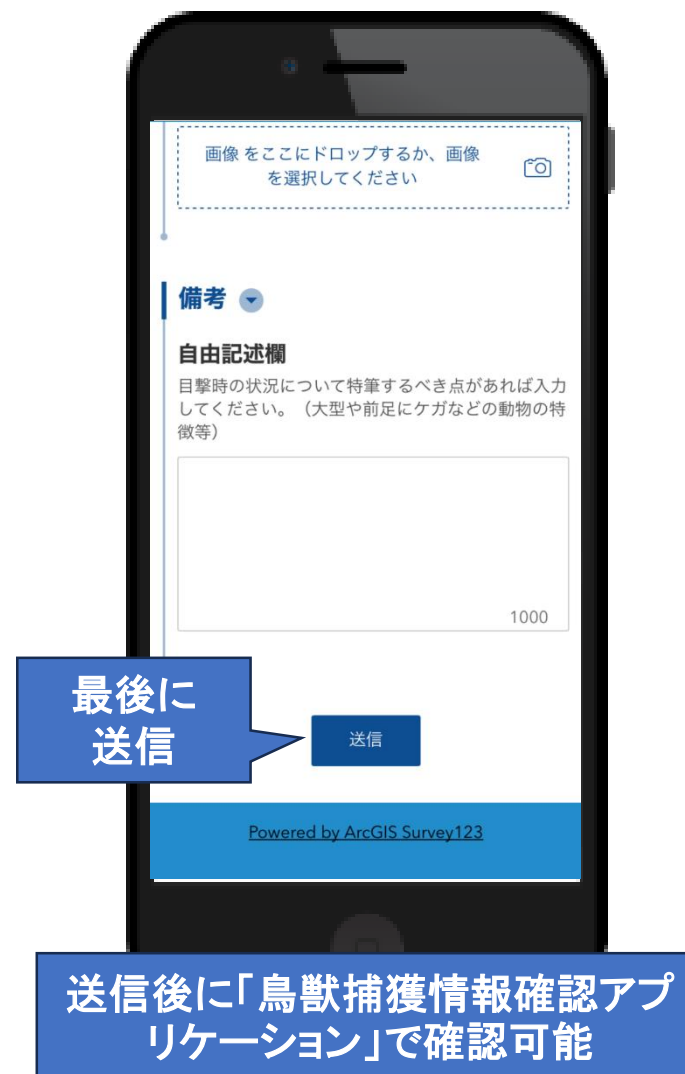 画像 をここにドロップするか、画像
を選択してください
備考
自由記述欄
目撃時の状況について特筆するべき点があれば入力
してください。（大型や前足にケガなどの動物の特
徴等）
1000
最後に
送信
送信
Powered by ArcGIS Survey123
送信後に「鳥獣捕獲情報確認アプ
リケーション」で確認可能